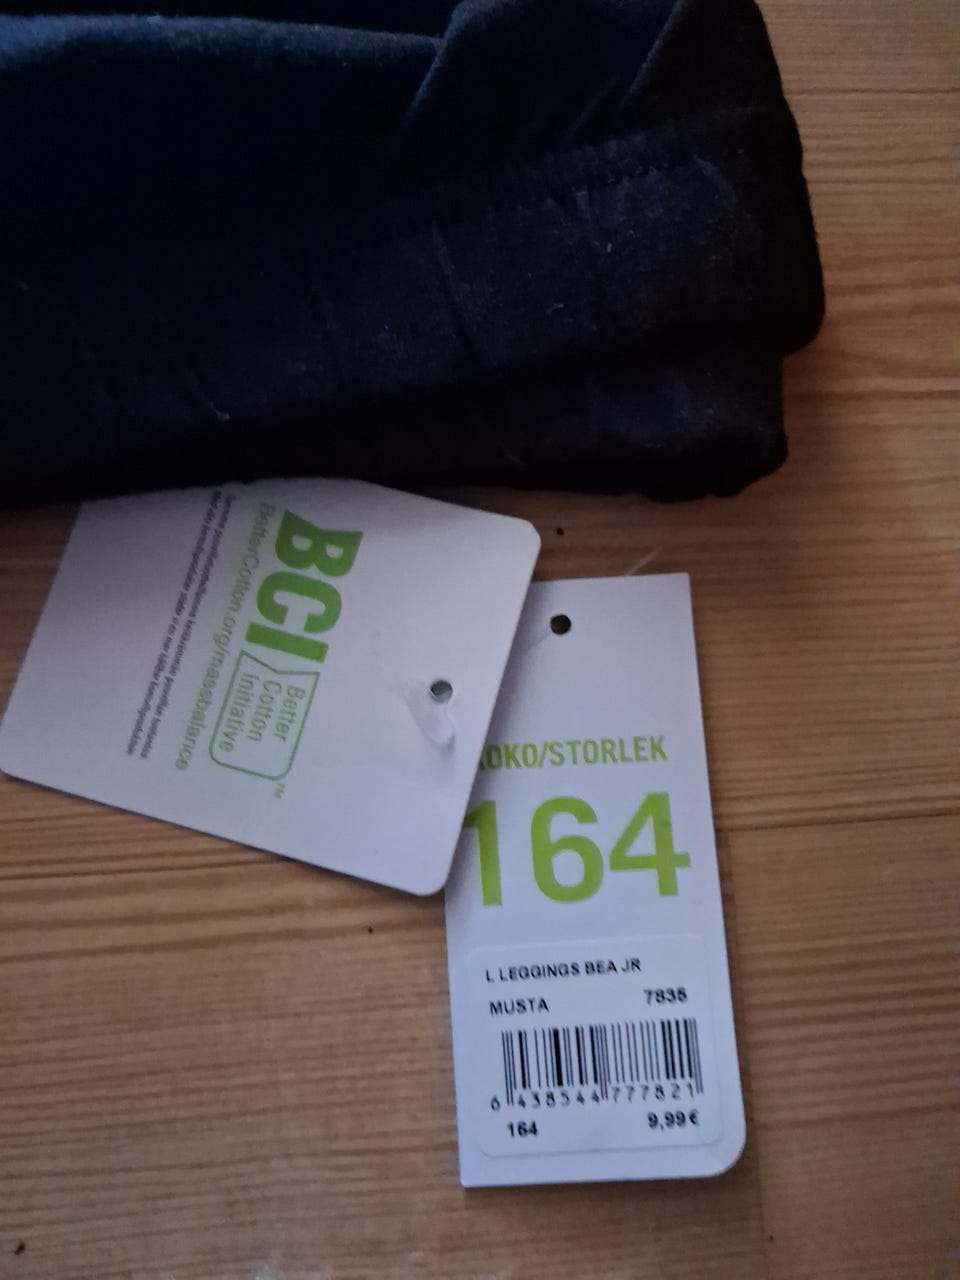 BCI
Better
Cotton
Initiative
TM
BetterCotton.org/massbalance
KOKO/STORLEK
164
L LEGGINGS BEA JR
MUSTA 7835
6 438544 777821
164 9,99€